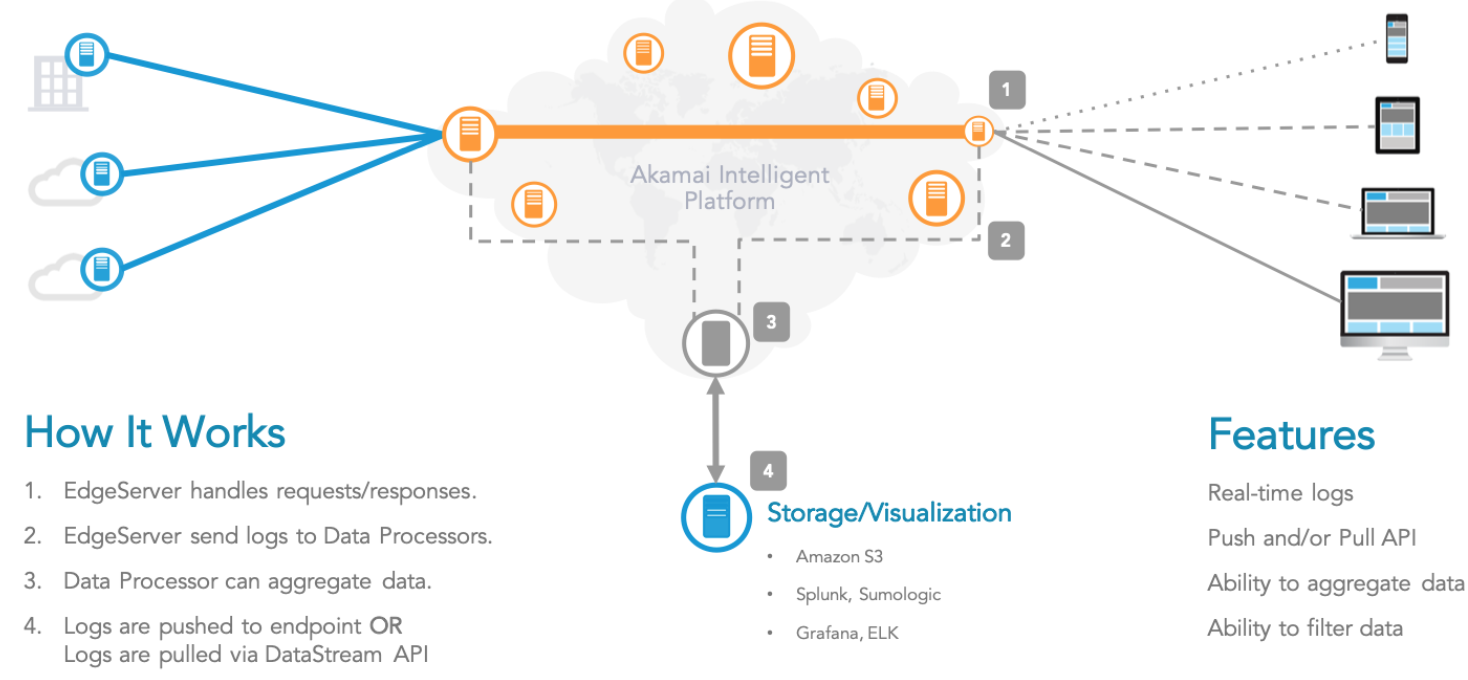 1
Akamai Intelligent
Platform
2
3
4
How It Works
1. EdgeServer handles requests/responses.
2. EdgeServer send logs to Data Processors.
3. Data Processor can aggregate data.
4. Logs are pushed to endpoint OR
Logs are pulled via DataStream API
Storage/Visualization
• Amazon S3
• Splunk, Sumologic
• Grafana, ELK
Features
Real-time logs
Push and/or Pull API
Ability to aggregate data
Ability to filter data